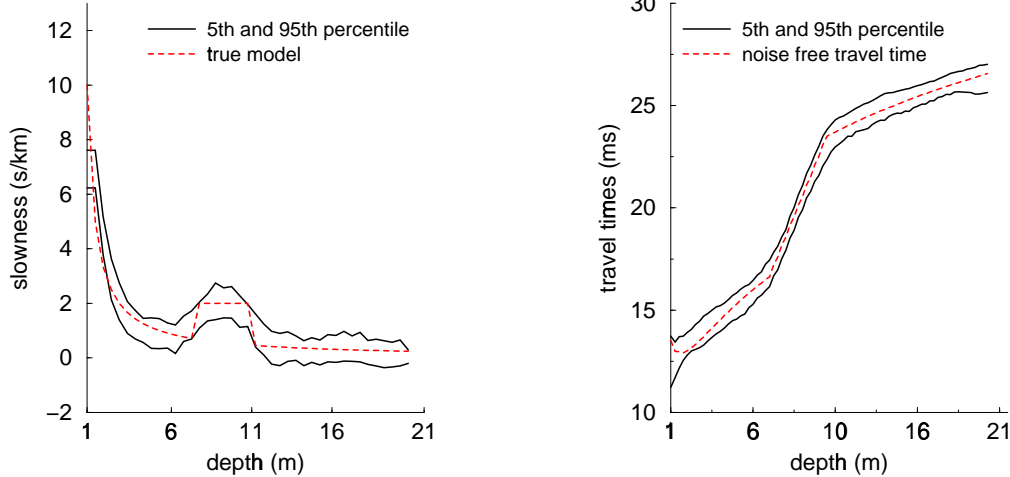 12
10
8
6
4
2
0
–2
slowness (s/km)
5th and 95th percentile
true model
1 6 11 16 21
depth (m)
30
25
20
15
10
travel times (ms)
5th and 95th percentile
noise free travel time
1 6 10 16 21
depth (m)